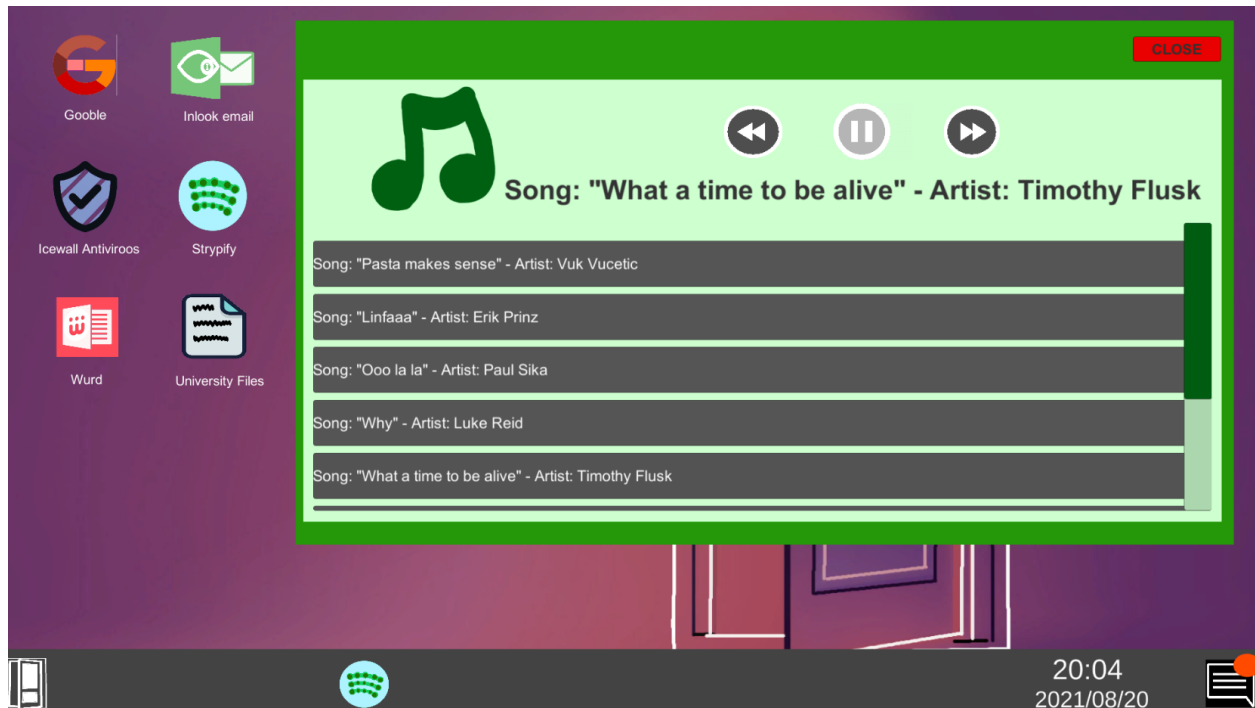 CLOSE
Gooble
Inlook email
Song: "What a time to be alive" - Artist: Timothy Flusk
Icewall Antiviroos
Strypify
Song: "Pasta makes sense" - Artist: Vuk Vucetic
Song: "Linfaaa" - Artist: Erik Prinz
Song: "Ooo la la" - Artist: Paul Sika
Wurd
University Files
Song: "Why" - Artist: Luke Reid
Song: "What a time to be alive" - Artist: Timothy Flusk
20:04
2021/08/20